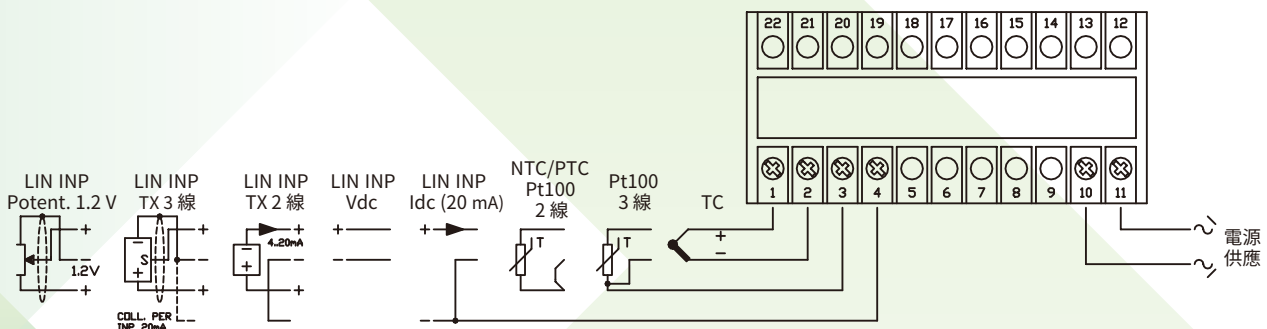 22 21 20 19 18 17 16 15 14 13 12
1 2 3 4 5 6 7 8 9 10 11
LIN INP
Potent. 1.2 V
LIN INP
TX 3 線
LIN INP
TX 2 線
LIN INP
Vdc
LIN INP
Idc (20 mA)
NTC/PTC
Pt100
2 線
Pt100
3 線
TC
+
1.2V
+
−
S
+
+
−
+
−
COLL. PER
INP. 20mA
−
+
4..20mA
+
−
+
+
−
+
−
T
T
+
−
電源
供應